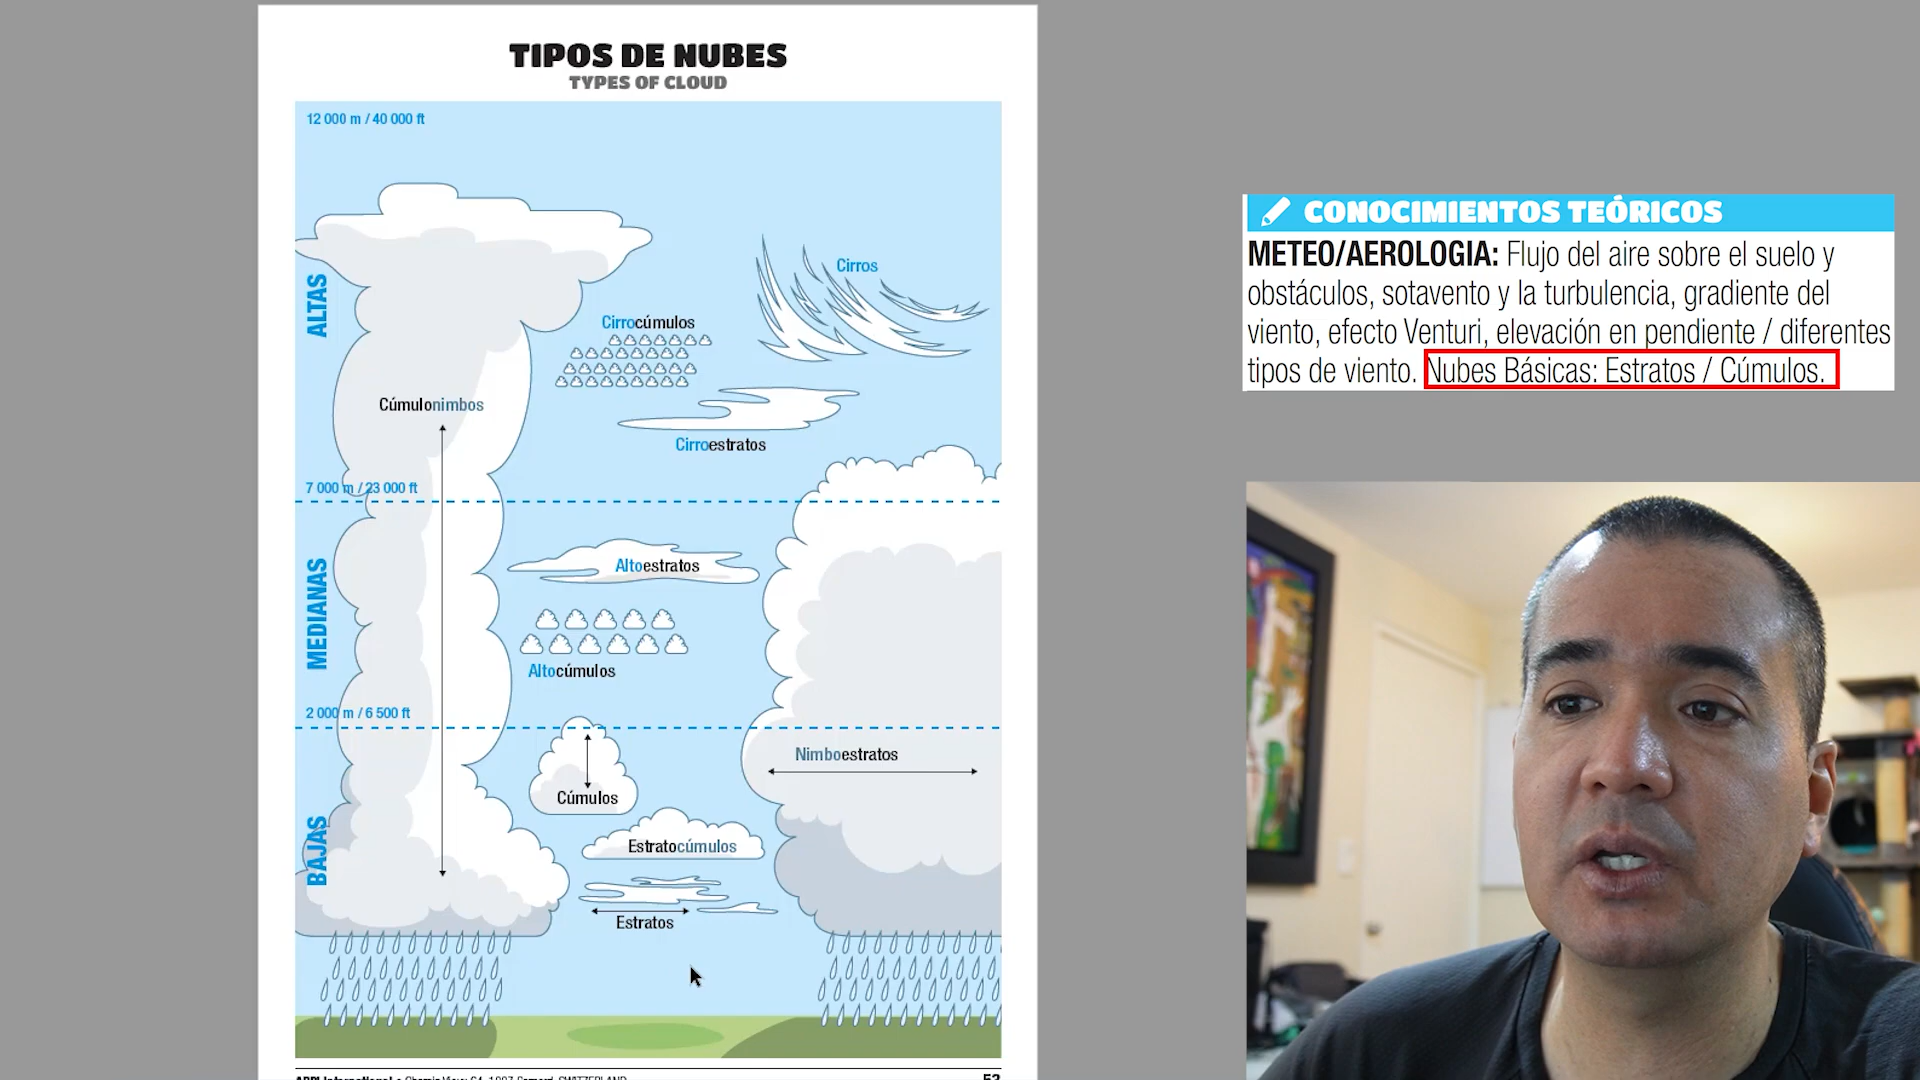 TIPOS DE NUBES
TYPES OF CLOUD
12 000 m / 40 000 ft
ALTAS
Cirros
Cirrocúmulos
Cúmulonimbos
Cirroestratos
7 000 m / 23 000 ft
MEDIANAS
Altoestratos
Altocúmulos
2 000 m / 6 500 ft
Nimboestratos
Cúmulos
BAJAS
Estratocúmulos
Estratos
CONOCIMIENTOS TEÓRICOS
METEO/AEROLOGIA: Flujo del aire sobre el suelo y
obstáculos, sotavento y la turbulencia, gradiente del
viento, efecto Venturi, elevación en pendiente / diferentes
tipos de viento. Nubes Básicas: Estratos / Cúmulos.